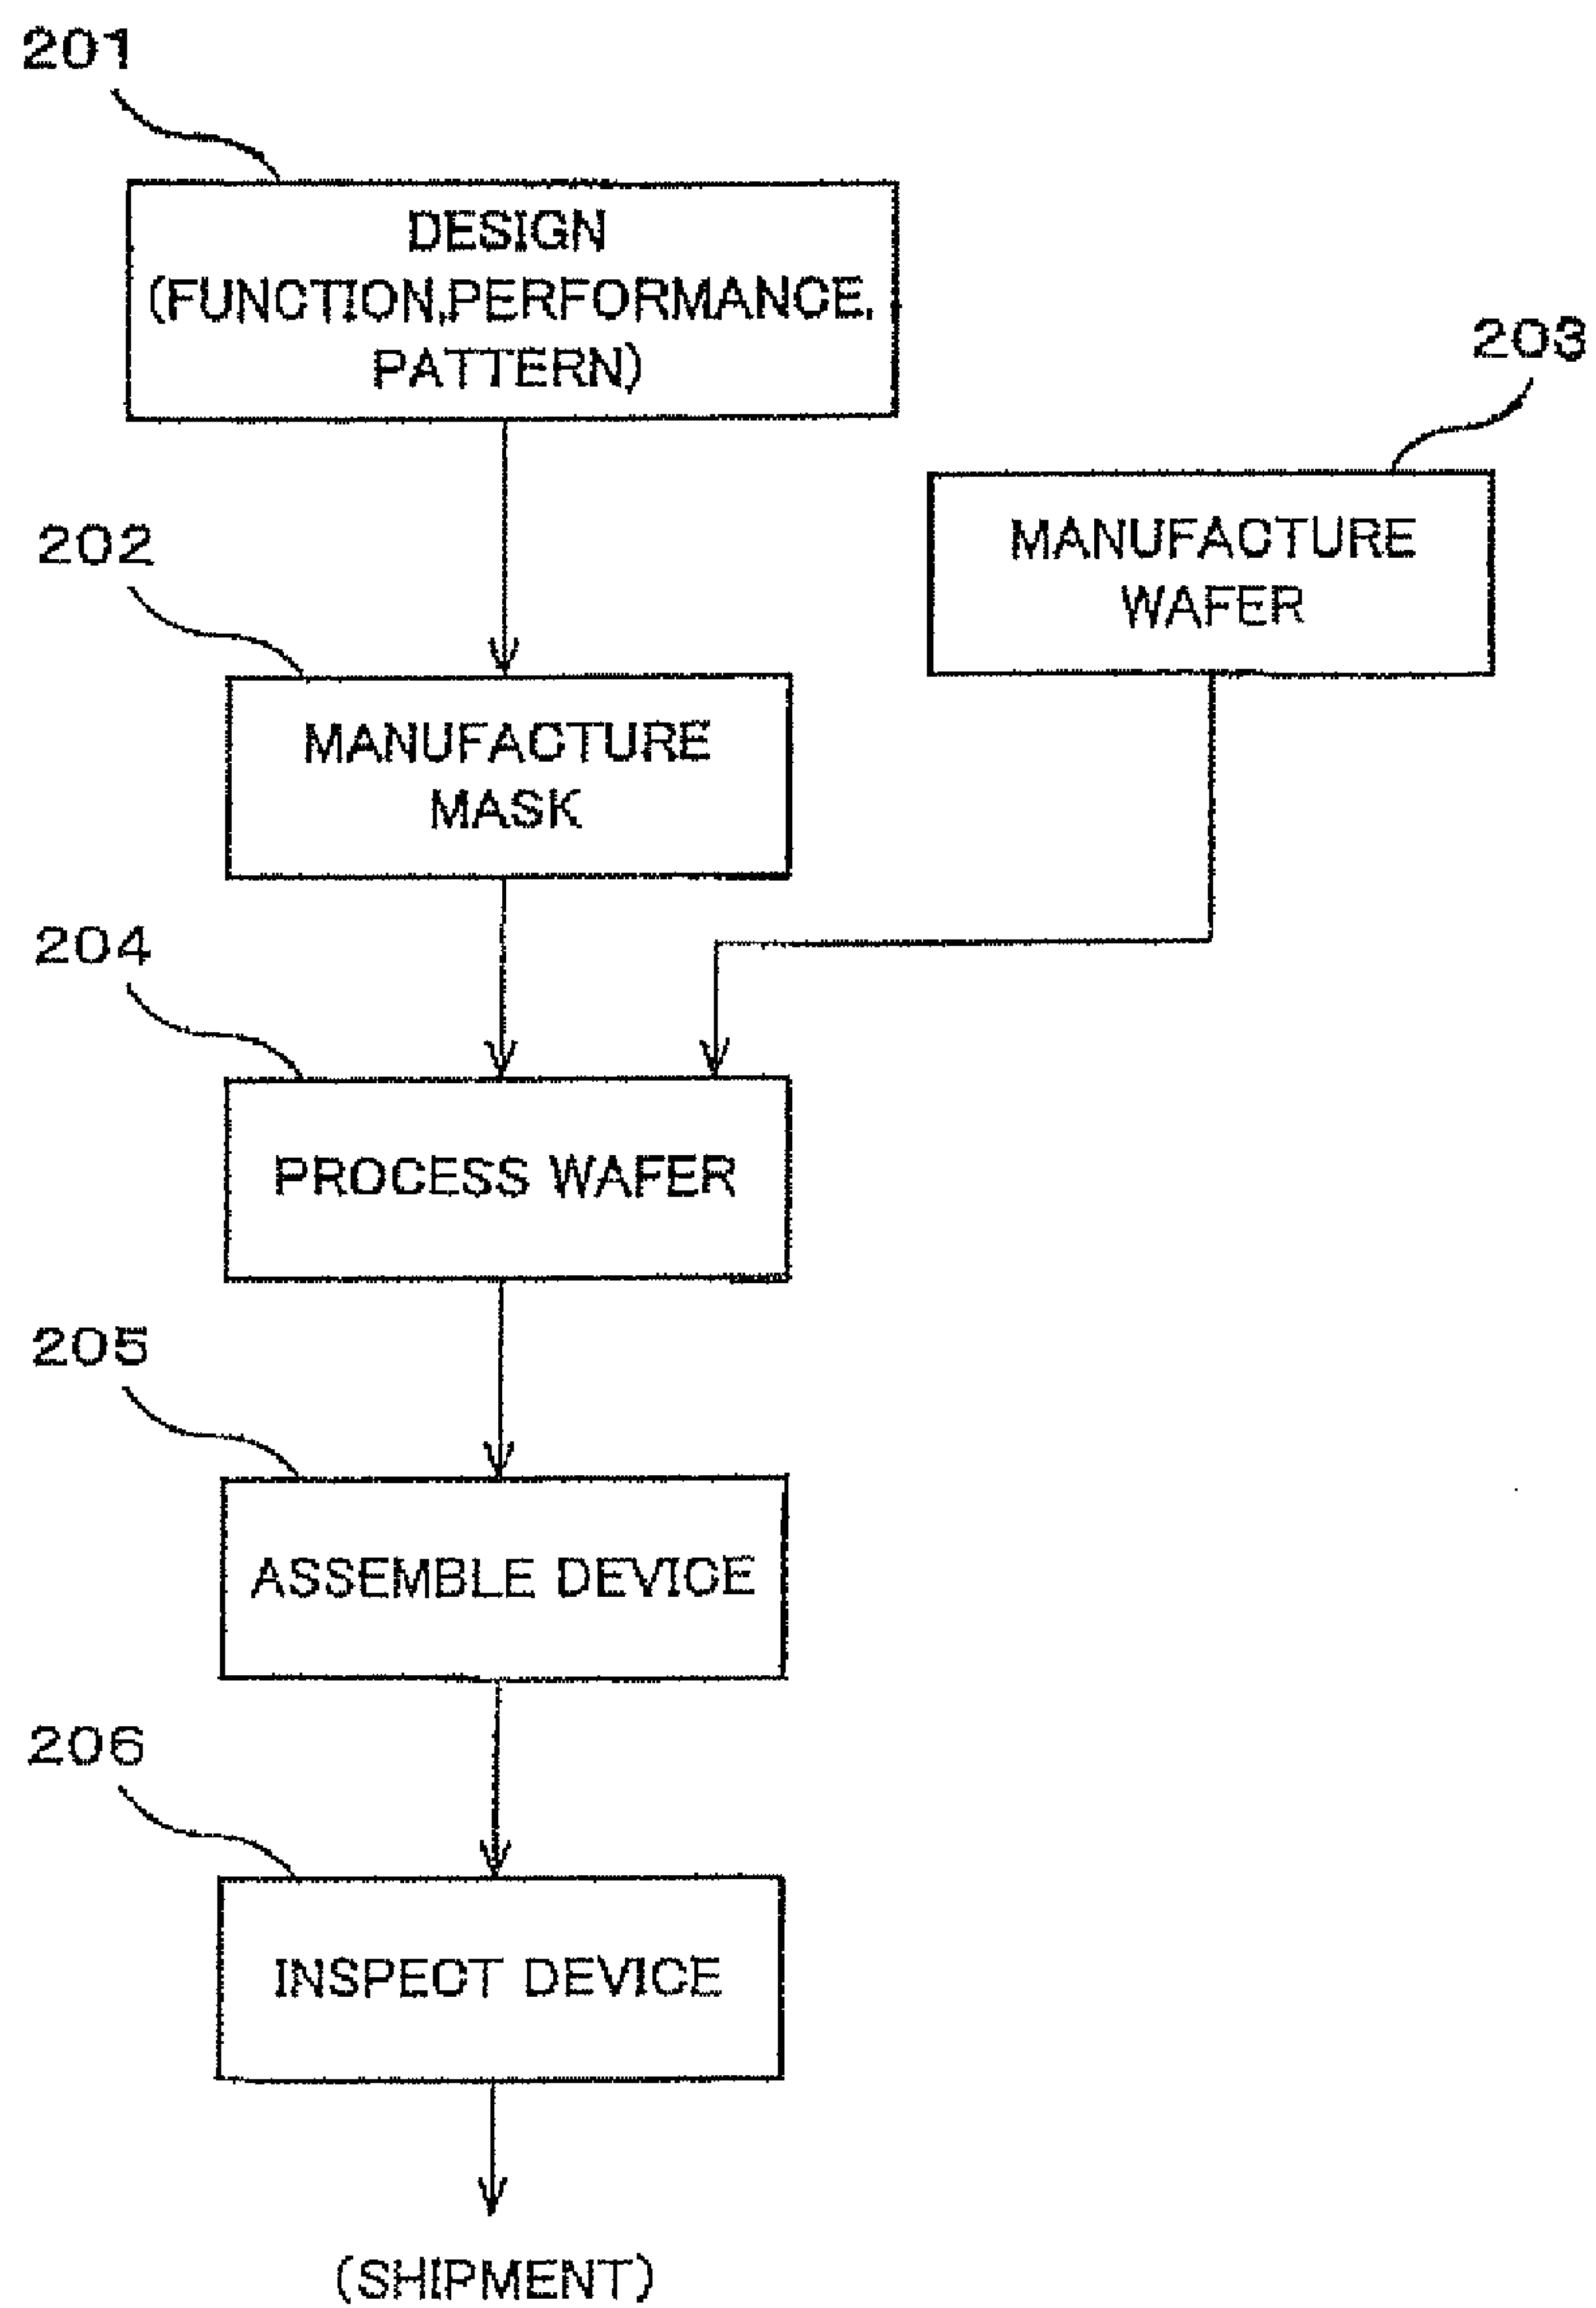 201
DESIGN
(FUNCTION,PERFORMANCE,
PATTERN)
203
MANUFACTURE
WAFER
202
MANUFACTURE
MASK
204
PROCESS WAFER
205
ASSEMBLE DEVICE
206
INSPECT DEVICE
(SHIPMENT)